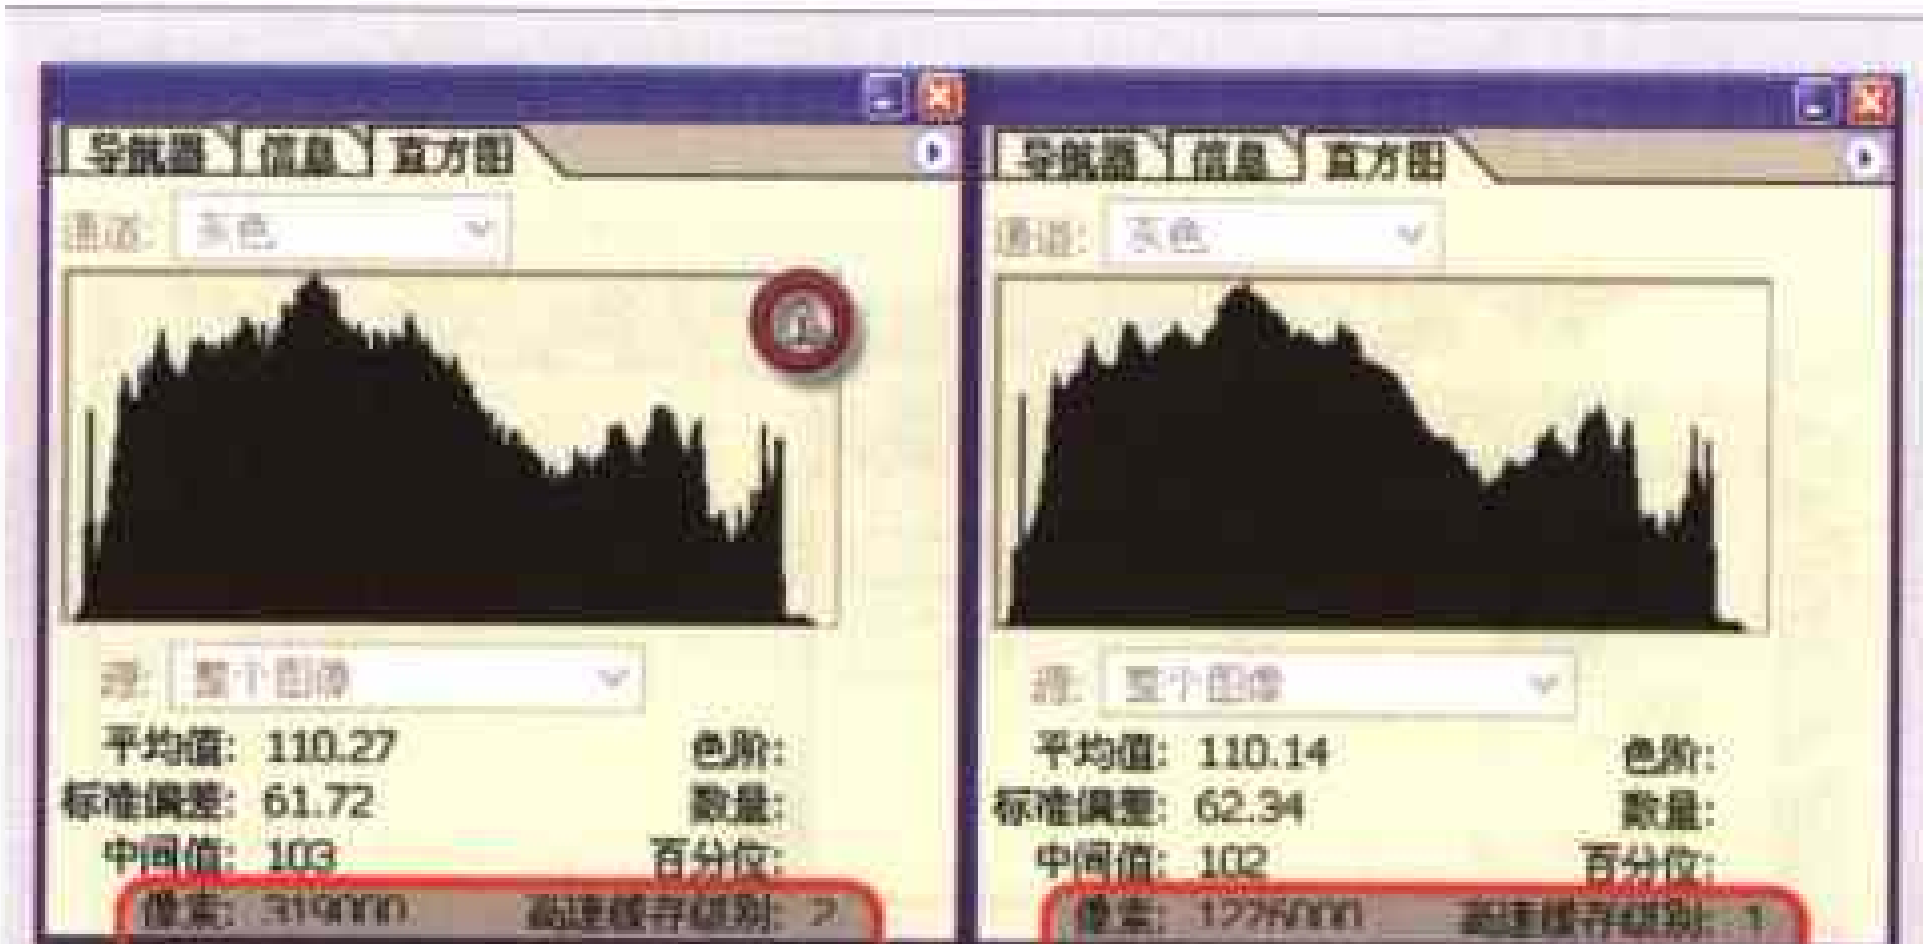 导航器 信息 直方图
通道: 灰色
源: 整个图像
平均值: 110.27 色阶:
标准偏差: 61.72 数量:
中间值: 103 百分位:
像素: 319000 高速缓存级别: 2
导航器 信息 直方图
通道: 灰色
源: 整个图像
平均值: 110.14 色阶:
标准偏差: 62.34 数量:
中间值: 102 百分位:
像素: 1276000 高速缓存级别: 1